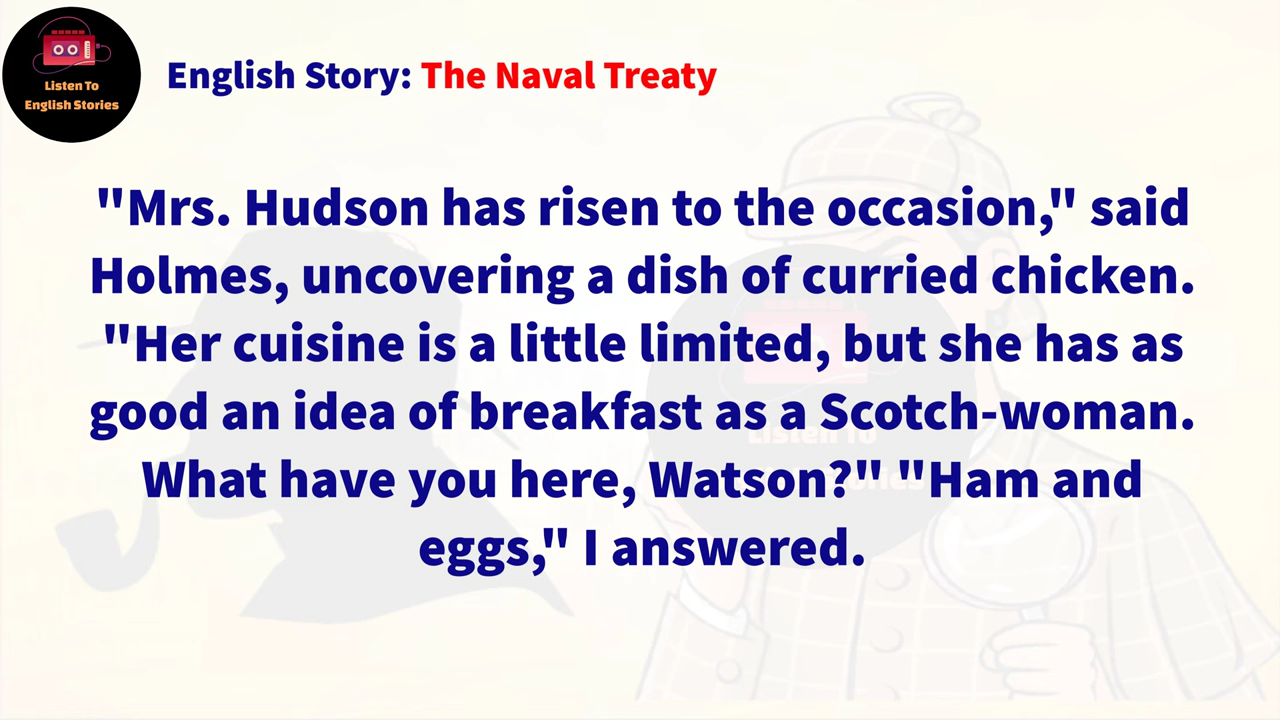 Listen To
English Stories
English Story: The Naval Treaty
"Mrs. Hudson has risen to the occasion," said
Holmes, uncovering a dish of curried chicken.
"Her cuisine is a little limited, but she has as
good an idea of breakfast as a Scotch-woman.
What have you here, Watson?" "Ham and
eggs," I answered.